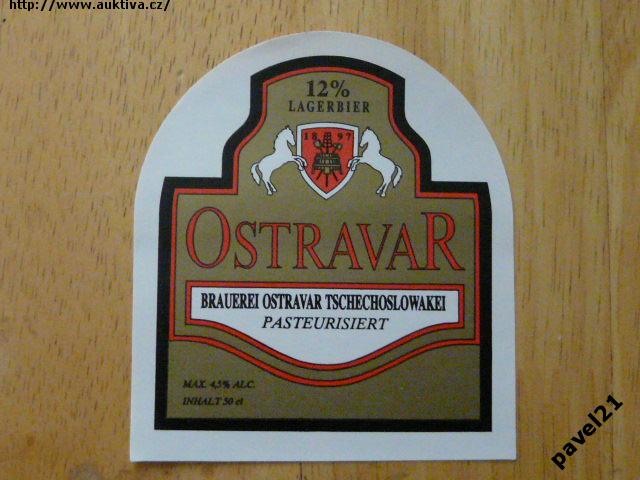 http://www.auktiva.cz/
12%
LAGERBIER
1897
OSTRAVAR
BRAUEREI OSTRAVAR TSCHECHOSLOWAKEI
PASTEURISIERT
MAX. 4,5% ALC.
INHALT 50 cl
pavel21